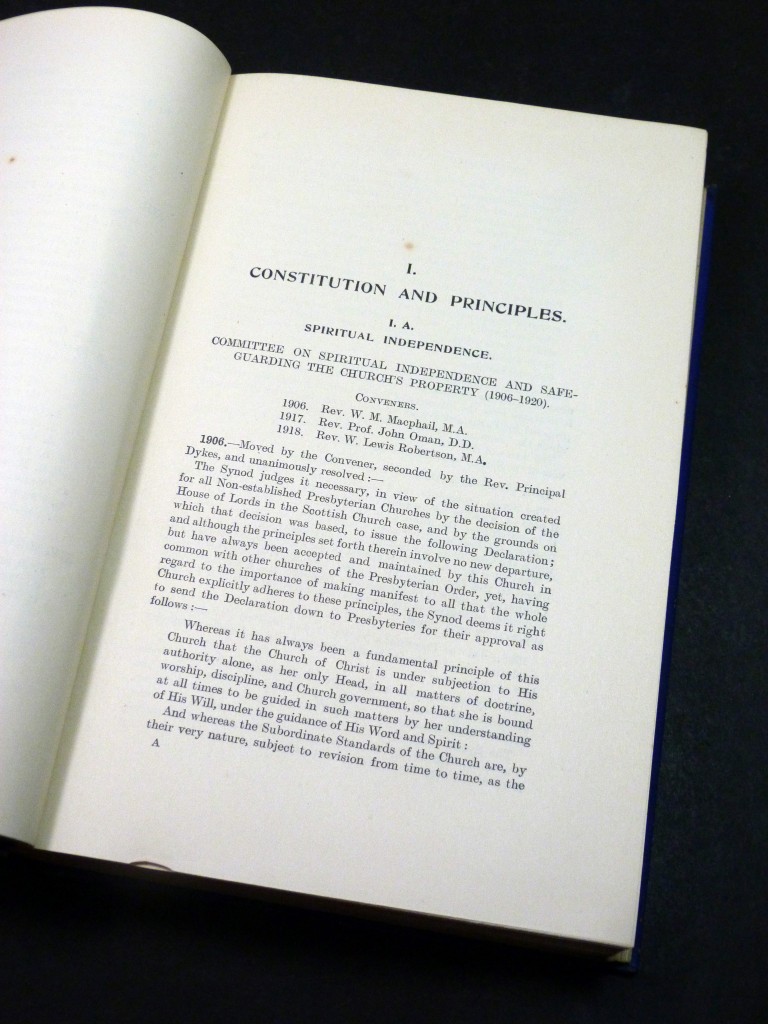 I.
CONSTITUTION AND PRINCIPLES.
I. A.
SPIRITUAL INDEPENDENCE.
COMMITTEE ON SPIRITUAL INDEPENDENCE AND SAFE-
GUARDING THE CHURCH'S PROPERTY (1906-1920).
CONVENERS.
1906. Rev. W. M. Macphail, M.A.
1917. Rev. Prof. John Oman, D.D.
1918. Rev. W. Lewis Robertson, M.A.
1906.—Moved by the Convener, seconded by the Rev. Principal
Dykes, and unanimously resolved :—
The Synod judges it necessary, in view of the situation created
for all Non-established Presbyterian Churches by the decision of the
House of Lords in the Scottish Church case, and by the grounds on
which that decision was based, to issue the following Declaration;
and although the principles set forth therein involve no new departure,
but have always been accepted and maintained by this Church in
common with other churches of the Presbyterian Order, yet, having
regard to the importance of making manifest to all that the whole
Church explicitly adheres to these principles, the Synod deems it right
to send the Declaration down to Presbyteries for their approval as
follows :—
Whereas it has always been a fundamental principle of this
Church that the Church of Christ is under subjection to His
authority alone, as her only Head, in all matters of doctrine,
worship, discipline, and Church government, so that she is bound
at all times to be guided in such matters by her understanding
of His Will, under the guidance of His Word and Spirit :
And whereas the Subordinate Standards of the Church are, by
their very nature, subject to revision from time to time, as the
A